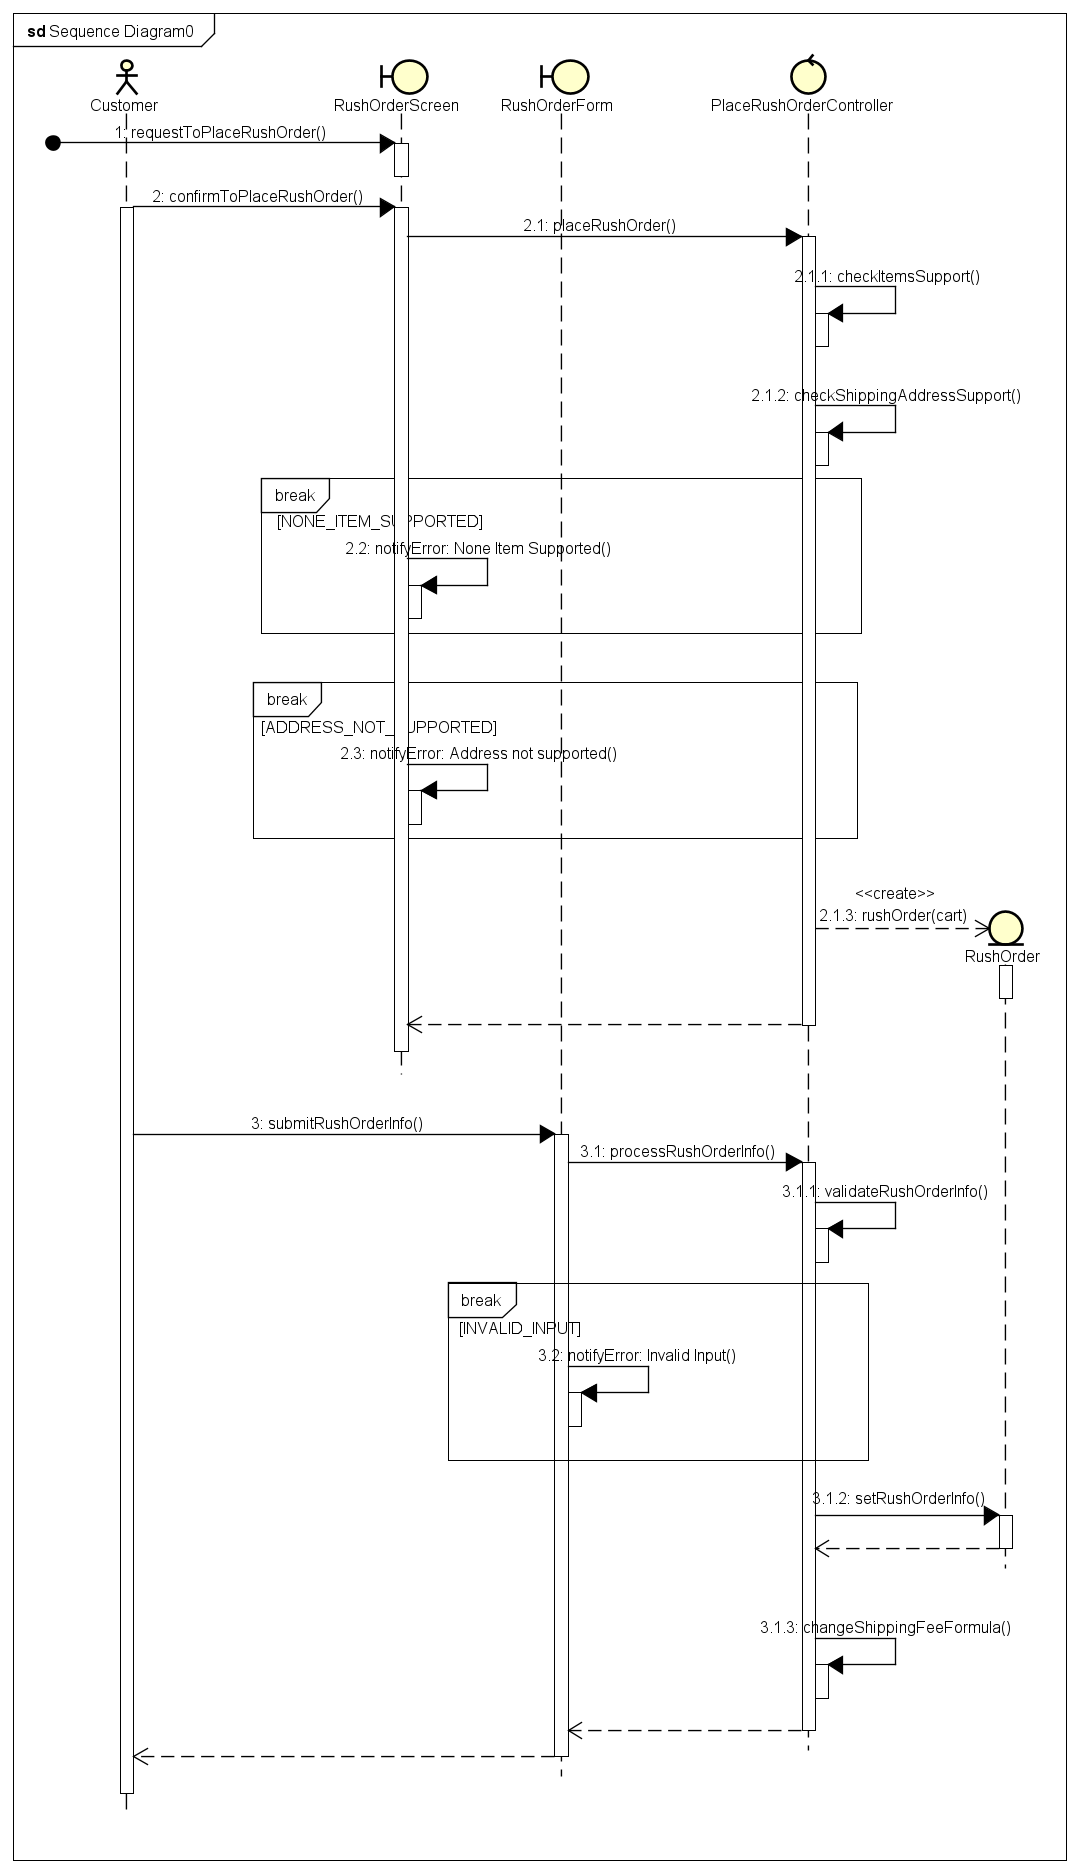 sd Sequence Diagram0
Customer
RushOrderScreen
RushOrderForm
PlaceRushOrderController
1: requestToPlaceRushOrder()
2: confirmToPlaceRushOrder()
2.1: placeRushOrder()
2.1.1: checkItemsSupport()
2.1.2: checkShippingAddressSupport()
break
[NONE_ITEM_SUPPORTED]
2.2: notifyError: None Item Supported()
break
[ADDRESS_NOT_SUPPORTED]
2.3: notifyError: Address not supported()
<<create>>
2.1.3: rushOrder(cart)
RushOrder
3: submitRushOrderInfo()
3.1: processRushOrderInfo()
3.1.1: validateRushOrderInfo()
break
[INVALID_INPUT]
3.2: notifyError: Invalid Input()
3.1.2: setRushOrderInfo()
3.1.3: changeShippingFeeFormula()